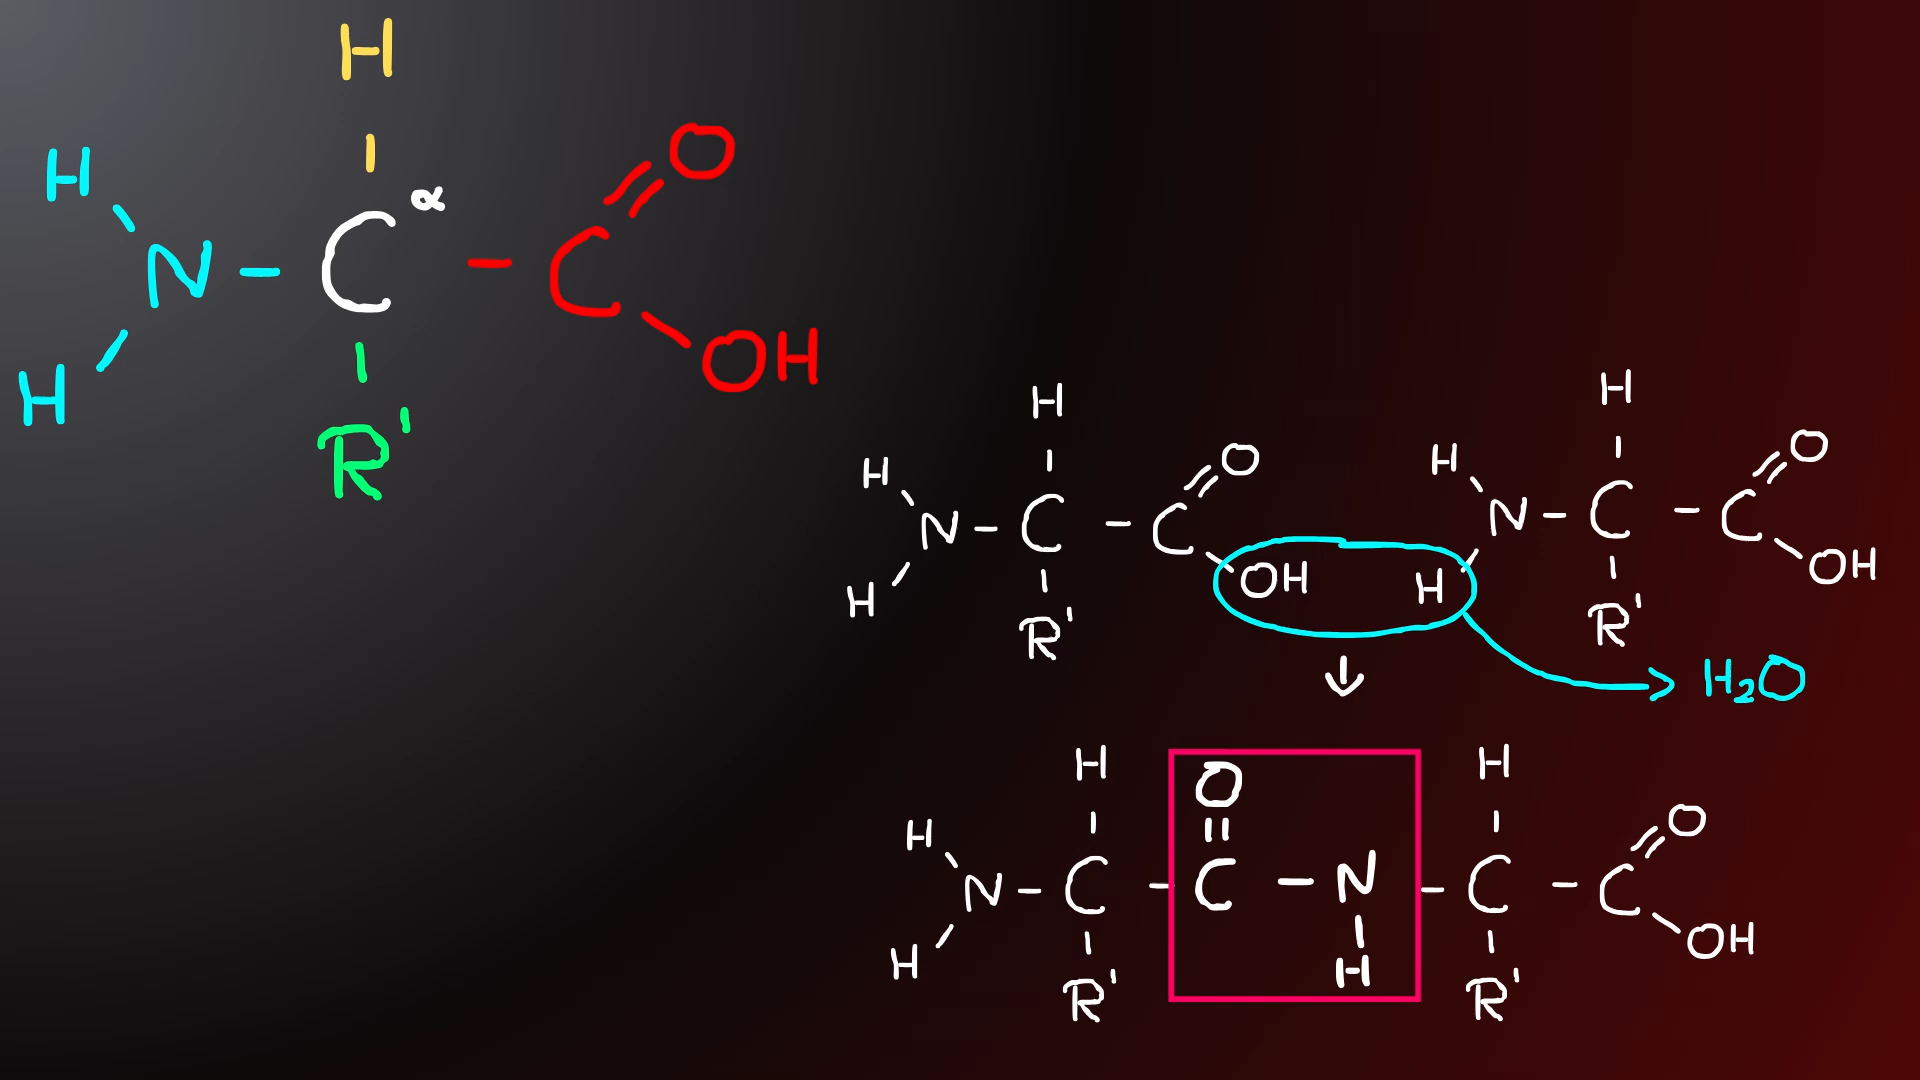 H
H
N - C α - C = O
OH
H
R'
H H
H O H O
N - C - C N - C - C
H OH H OH
R' R'
↓
H₂O
H O H
H O
N - C - C - N - C - C
H H OH
R' R'